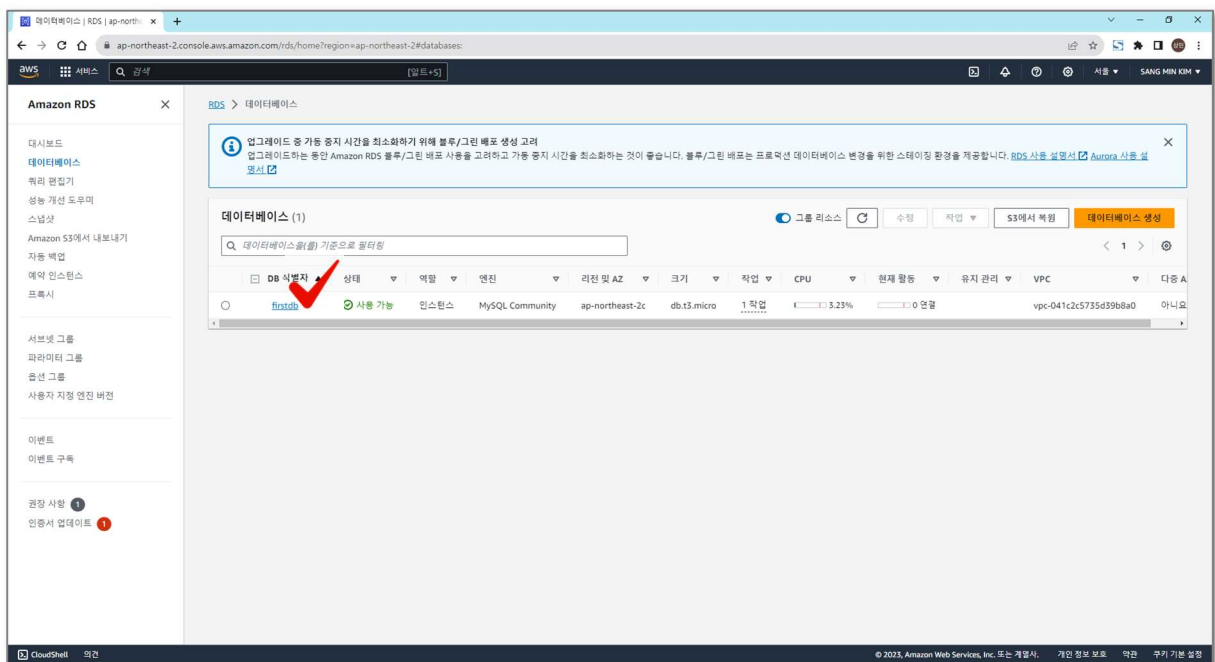 데이터베이스 | RDS | ap-north
ap-northeast-2.console.aws.amazon.com/rds/home?region=ap-northeast-2#databases:
aws 서비스 검색 [알트+S] 서울 SANG MIN KIM
Amazon RDS
RDS > 데이터베이스
업그레이드 중 가동 중지 시간을 최소화하기 위해 블루/그린 배포 생성 고려
업그레이드하는 동안 Amazon RDS 블루/그린 배포 사용을 고려하고 가동 중지 시간을 최소화하는 것이 좋습니다. 블루/그린 배포는 프로덕션 데이터베이스 변경을 위한 스테이징 환경을 제공합니다. RDS 사용 설명서 Aurora 사용 설
명서
대시보드
데이터베이스
쿼리 편집기
성능 개선 도우미
스냅샷
Amazon S3에서 내보내기
자동 백업
예약 인스턴스
프록시
서브넷 그룹
파라미터 그룹
옵션 그룹
사용자 지정 엔진 버전
이벤트
이벤트 구독
권장 사항 1
인증서 업데이트 1
데이터베이스 (1) 그룹 리소스 수정 작업 S3에서 복원 데이터베이스 생성
데이터베이스을(를) 기준으로 필터링 1
DB 식별자 상태 역할 엔진 리전 및 AZ 크기 작업 CPU 현재 활동 유지 관리 VPC 다중 A
firstdb 사용 가능 인스턴스 MySQL Community ap-northeast-2c db.t3.micro 1 작업 3.23% 0 연결 vpc-041c2c5735d39b8a0 아니요
CloudShell 의견 © 2023, Amazon Web Services, Inc. 또는 계열사. 개인 정보 보호 약관 쿠키 기본 설정